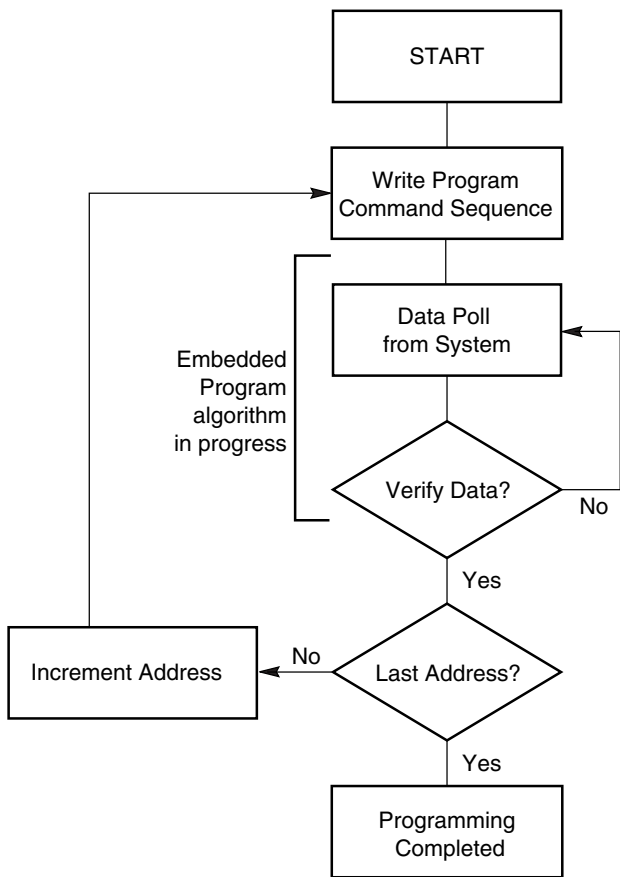 START
Write Program
Command Sequence
Data Poll
from System
Embedded
Program
algorithm
in progress
Verify Data?
No
Yes
Increment Address
No
Last Address?
Yes
Programming
Completed